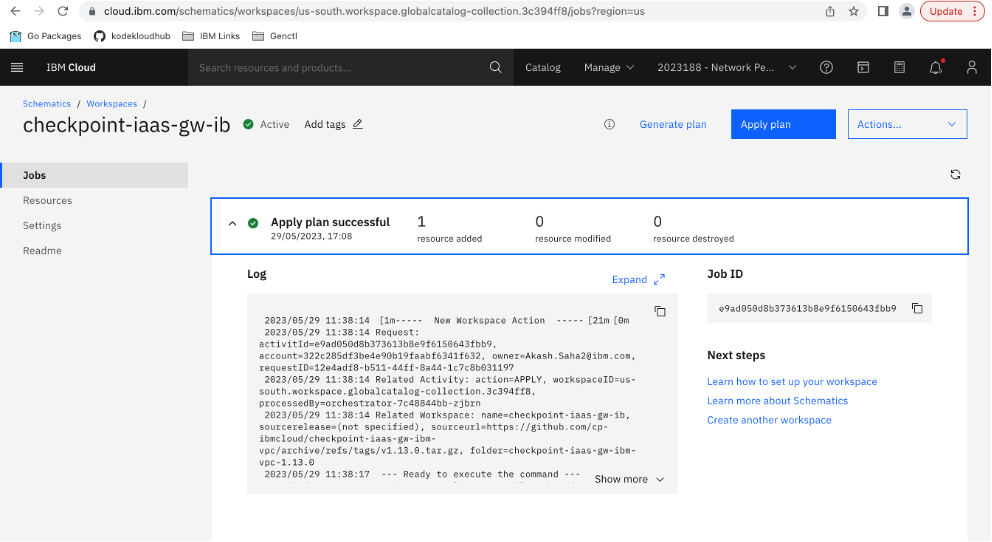 cloud.ibm.com/schematics/workspaces/us-south.workspace.globalcatalog-collection.3c394ff8/jobs?region=us
Update
Go Packages
kodekloudhub
IBM Links
Genctl
IBM Cloud
Search resources and products...
Catalog
Manage
2023188 - Network Pe...
Schematics / Workspaces /
checkpoint-iaas-gw-ib
Active
Add tags
Generate plan
Apply plan
Actions...
Jobs
Resources
Settings
Readme
Apply plan successful
29/05/2023, 17:08
1
resource added
0
resource modified
0
resource destroyed
Log
Expand
2023/05/29 11:38:14 [1m----- New Workspace Action -----[21m[0m
2023/05/29 11:38:14 Request:
activitId=e9ad050d8b373613b8e9f6150643fbb9,
account=322c285df3be4e90b19faabf6341f632, owner=Akash.Saha2@ibm.com,
requestID=12e4adf8-b511-44ff-8a44-1c7c8b031197
2023/05/29 11:38:14 Related Activity: action=APPLY, workspaceID=us-
south.workspace.globalcatalog-collection.3c394ff8,
processedBy=orchestrator-7c48844bb-zjbrn
2023/05/29 11:38:14 Related Workspace: name=checkpoint-iaas-gw-ib,
sourcerelease=(not specified), sourceurl=https://github.com/cp-
ibmcloud/checkpoint-iaas-gw-ibm-
vpc/archive/refs/tags/v1.13.0.tar.gz, folder=checkpoint-iaas-gw-ibm-
vpc-1.13.0
2023/05/29 11:38:17 --- Ready to execute the command ---
Show more
Job ID
e9ad050d8b373613b8e9f6150643fbb9
Next steps
Learn how to set up your workspace
Learn more about Schematics
Create another workspace